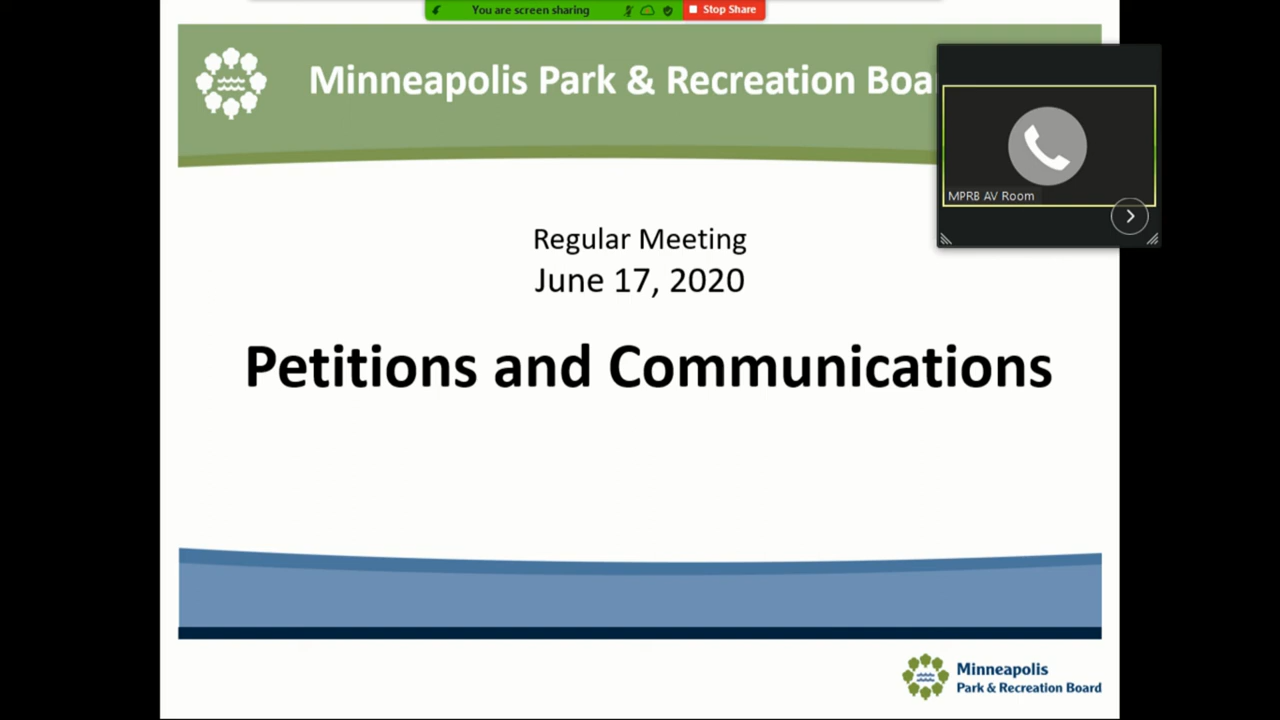 You are screen sharing
Stop Share
Minneapolis Park & Recreation Boa
MPRB AV Room
Regular Meeting
June 17, 2020
Petitions and Communications
Minneapolis
Park & Recreation Board